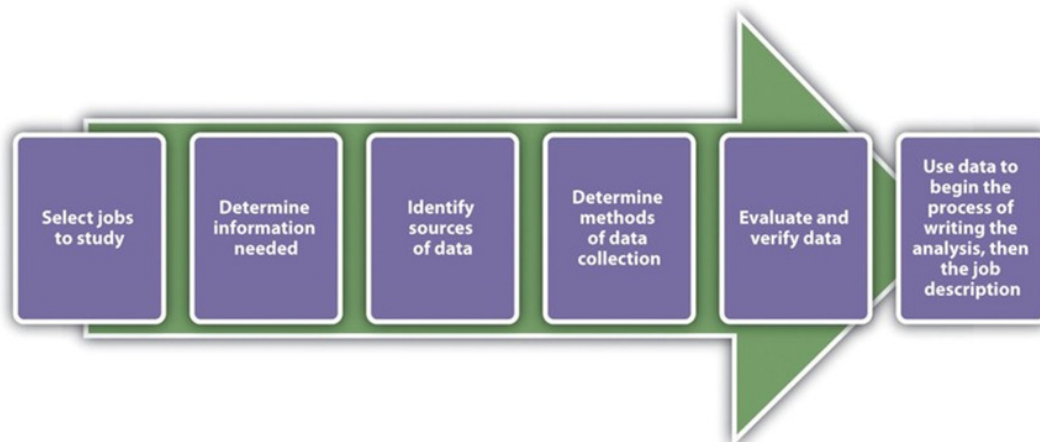 Select jobs
to study
Determine
information
needed
Identify
sources
of data
Determine
methods
of data
collection
Evaluate and
verify data
Use data to
begin the
process of
writing the
analysis, then
the job
description